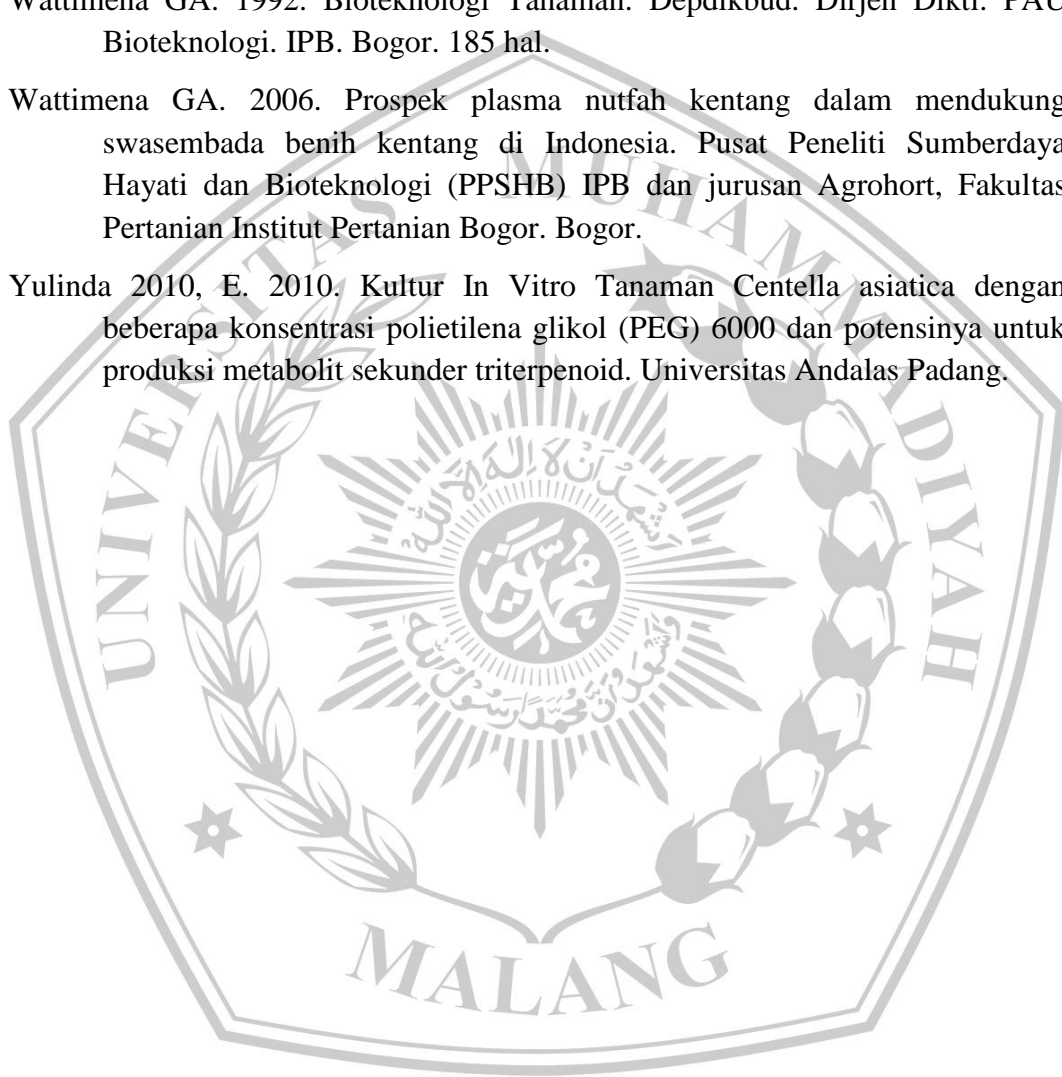 Wattimena GA. 1992. Bioteknologi Tanaman. Depdikbud. Dirjen Dikti. PAU
Bioteknologi. IPB. Bogor. 185 hal.
Wattimena GA. 2006. Prospek plasma nutfah kentang dalam mendukung
swasembada benih kentang di Indonesia. Pusat Peneliti Sumberdaya
Hayati dan Bioteknologi (PPSHB) IPB dan jurusan Agrohort, Fakultas
Pertanian Institut Pertanian Bogor. Bogor.
Yulinda 2010, E. 2010. Kultur In Vitro Tanaman Centella asiatica dengan
beberapa konsentrasi polietilena glikol (PEG) 6000 dan potensinya untuk
produksi metabolit sekunder triterpenoid. Universitas Andalas Padang.
UNIVERSITAS MUHAMMADIYAH
MALANG